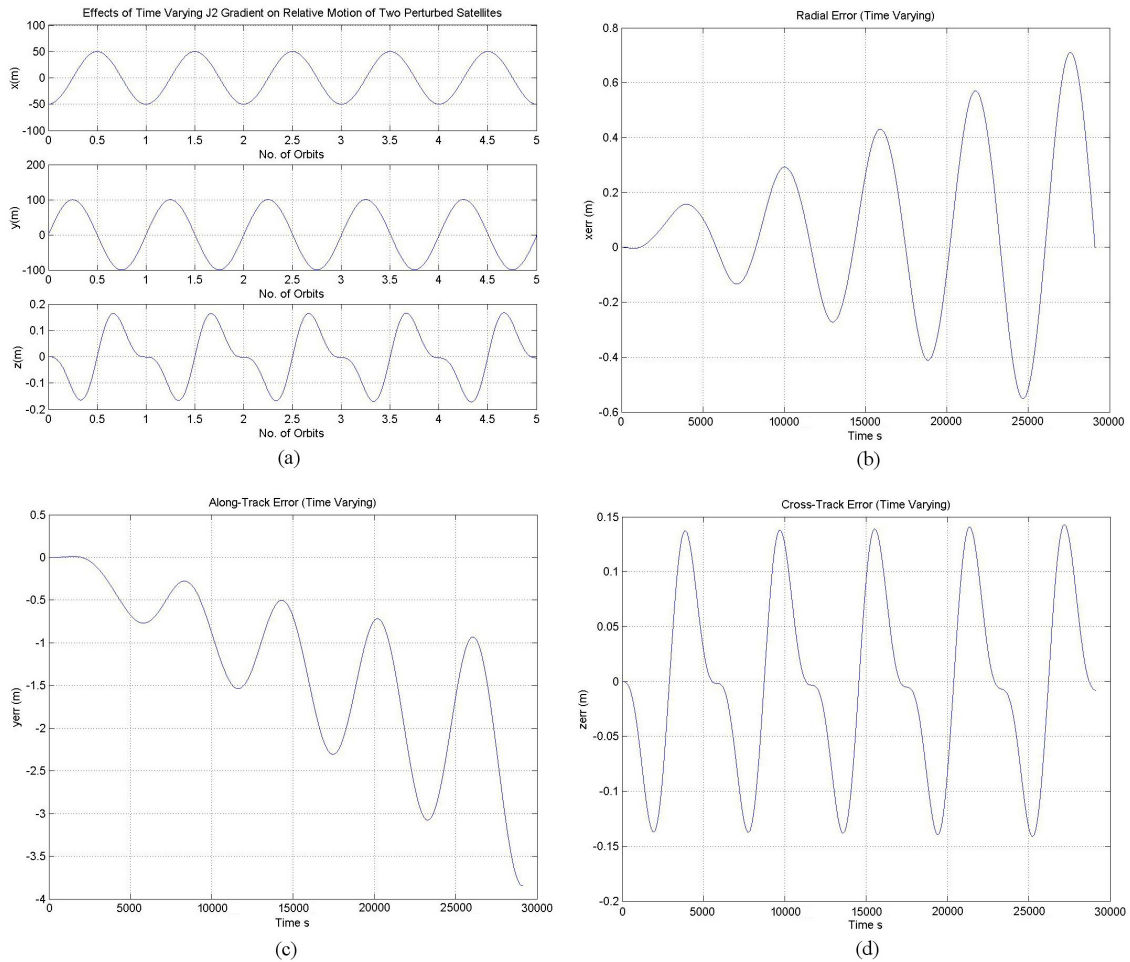 Effects of Time Varying J2 Gradient on Relative Motion of Two Perturbed Satellites
100
50
0
-50
-100
x(m)
0 0.5 1 1.5 2 2.5 3 3.5 4 4.5 5
No. of Orbits
200
100
0
-100
y(m)
0 0.5 1 1.5 2 2.5 3 3.5 4 4.5 5
No. of Orbits
0.2
0.1
0
-0.1
-0.2
z(m)
0 0.5 1 1.5 2 2.5 3 3.5 4 4.5 5
No. of Orbits
(a)
Radial Error (Time Varying)
0.8
0.6
0.4
0.2
0
-0.2
-0.4
-0.6
xerr (m)
0 5000 10000 15000 20000 25000 30000
Time s
(b)
Along-Track Error (Time Varying)
0.5
0
-0.5
-1
-1.5
-2
-2.5
-3
-3.5
-4
yerr (m)
0 5000 10000 15000 20000 25000 30000
Time s
(c)
Cross-Track Error (Time Varying)
0.15
0.1
0.05
0
-0.05
-0.1
-0.15
-0.2
zerr (m)
0 5000 10000 15000 20000 25000 30000
Time s
(d)